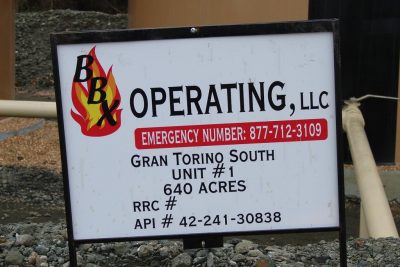 BBX OPERATING, LLC
EMERGENCY NUMBER: 877-712-3109
GRAN TORINO SOUTH
UNIT #1
640 ACRES
RRC #
API # 42-241-30838